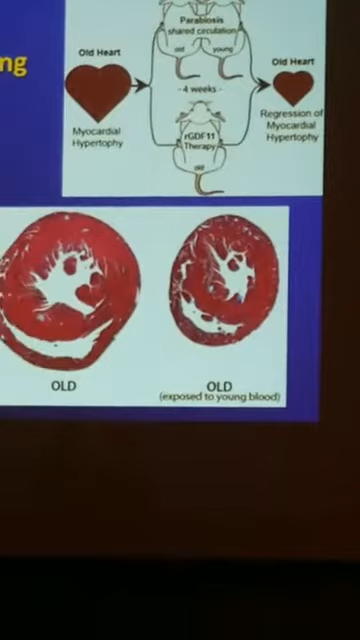 ng
Parabiosis
shared circulation
old young
Old Heart
Old Heart
- 4 weeks -
Myocardial
Hypertophy
rGDF11
Therapy
old
Regression of
Myocardial
Hypertophy
OLD
OLD
(exposed to young blood)